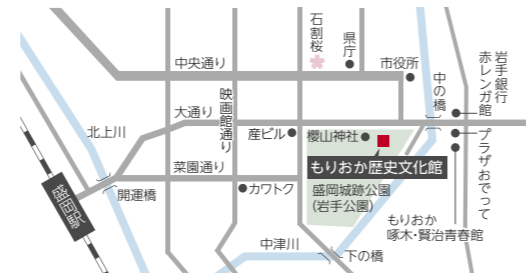 石割桜
県庁
中央通り
市役所
岩手銀行
赤レンガ館
中の橋
大通り
映画館通り
北上川
産ビル
櫻山神社
プラザおでって
もりおか歴史文化館
菜園通り
開運橋
盛岡駅
カワトク
盛岡城跡公園
(岩手公園)
もりおか
啄木・賢治青春館
中津川
下の橋